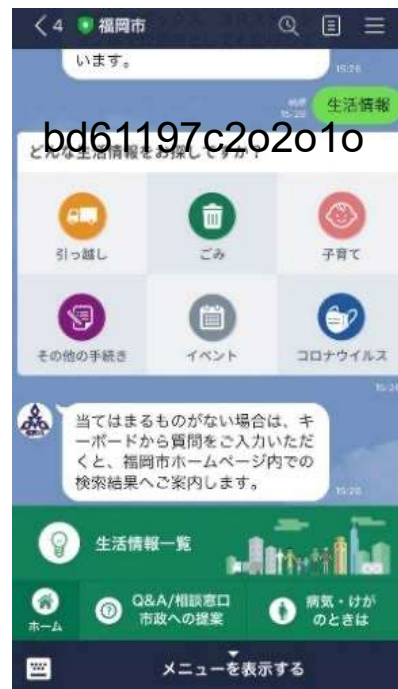 4 福岡市
います。
15:26
既読
15:26
生活情報
bd61197c2o2o1o
どんな生活情報をお探しですか？
引っ越し
ごみ
子育て
その他の手続き
イベント
コロナウイルス
15:26
当てはまるものがない場合は、キ
ーボードから質問をご入力いただ
くと、福岡市ホームページ内での
検索結果へご案内します。
15:26
生活情報一覧
ホーム
Q&A/相談窓口
市政への提案
病気・けが
のときは
メニューを表示する